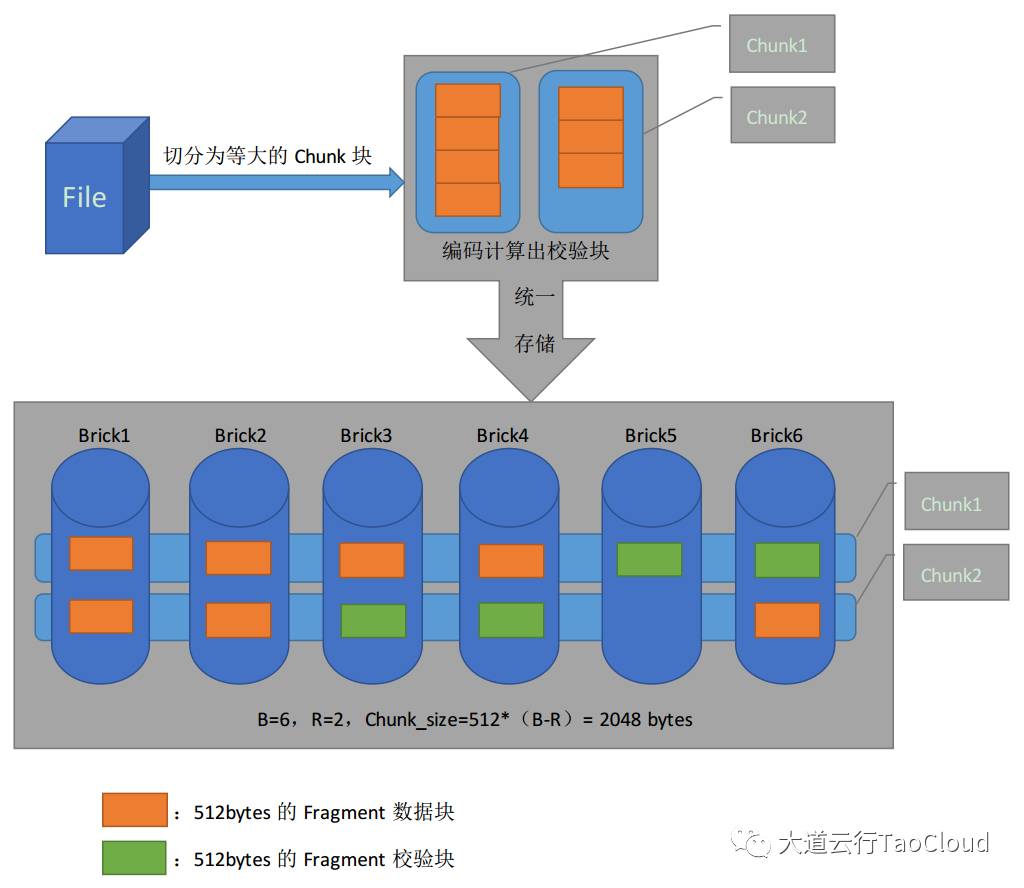 Chunk1
Chunk2
File
切分为等大的 Chunk 块
编码计算出校验块
统一
存储
Brick1
Brick2
Brick3
Brick4
Brick5
Brick6
Chunk1
Chunk2
B=6，R=2，Chunk_size=512*（B-R）= 2048 bytes
：512bytes 的 Fragment 数据块
：512bytes 的 Fragment 校验块
大道云行TaoCloud